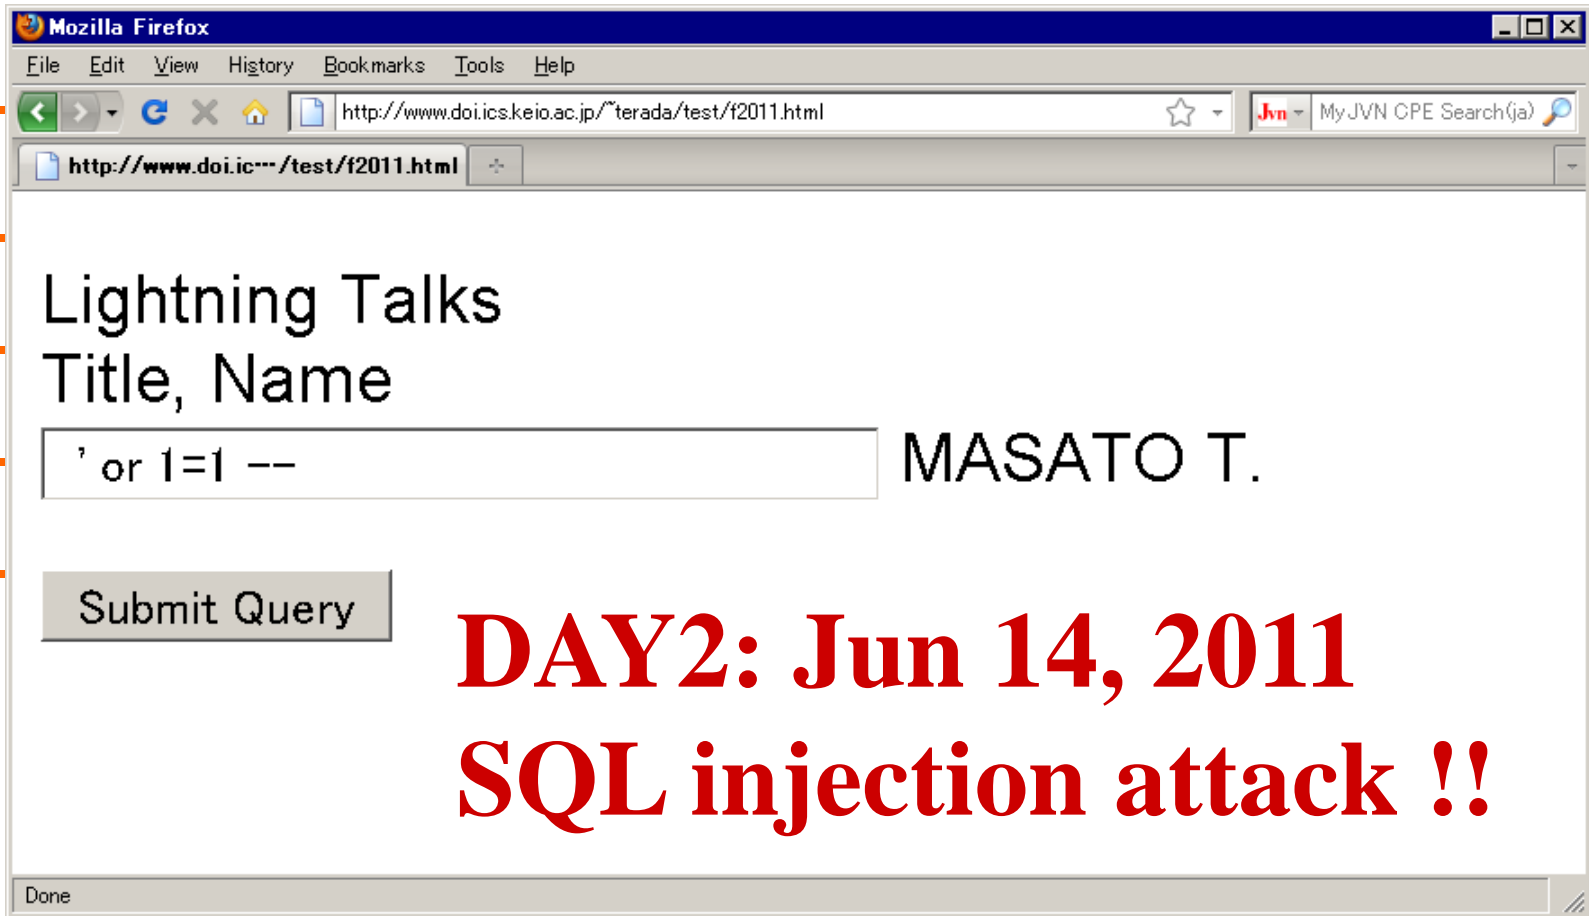 Mozilla Firefox
File Edit View History Bookmarks Tools Help
http://www.doi.ics.keio.ac.jp/~terada/test/f2011.html
Jvn MyJVN CPE Search(ja)
http://www.doi.ic···/test/f2011.html
Lightning Talks
Title, Name
' or 1=1 -- MASATO T.
Submit Query
DAY2: Jun 14, 2011
SQL injection attack !!
Done